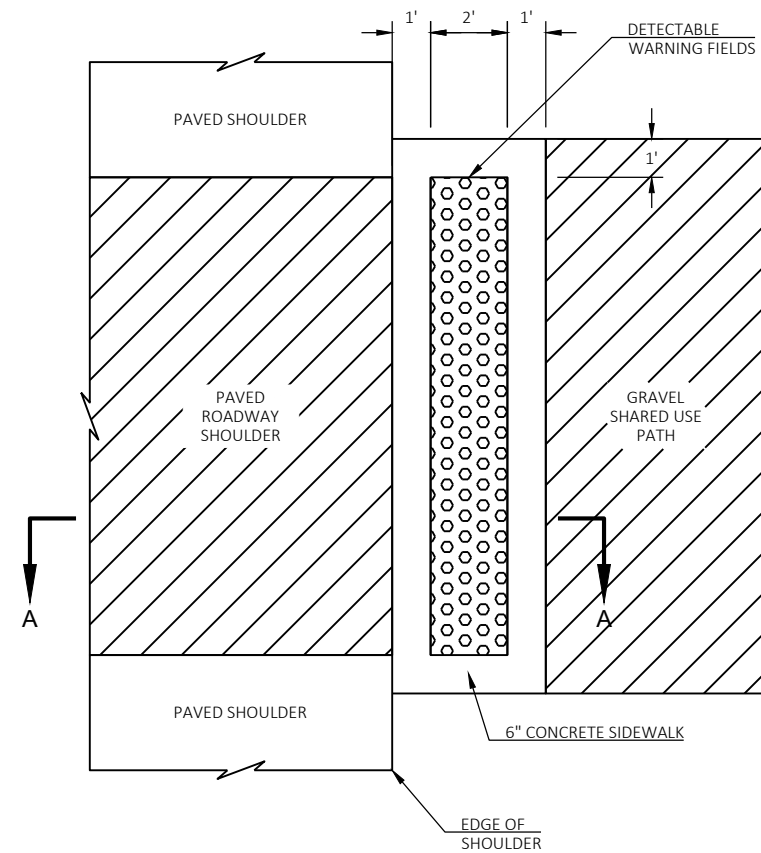 1'
2'
1'
DETECTABLE
WARNING FIELDS
PAVED SHOULDER
1'
PAVED
ROADWAY
SHOULDER
GRAVEL
SHARED USE
PATH
A
A
PAVED SHOULDER
6" CONCRETE SIDEWALK
EDGE OF
SHOULDER